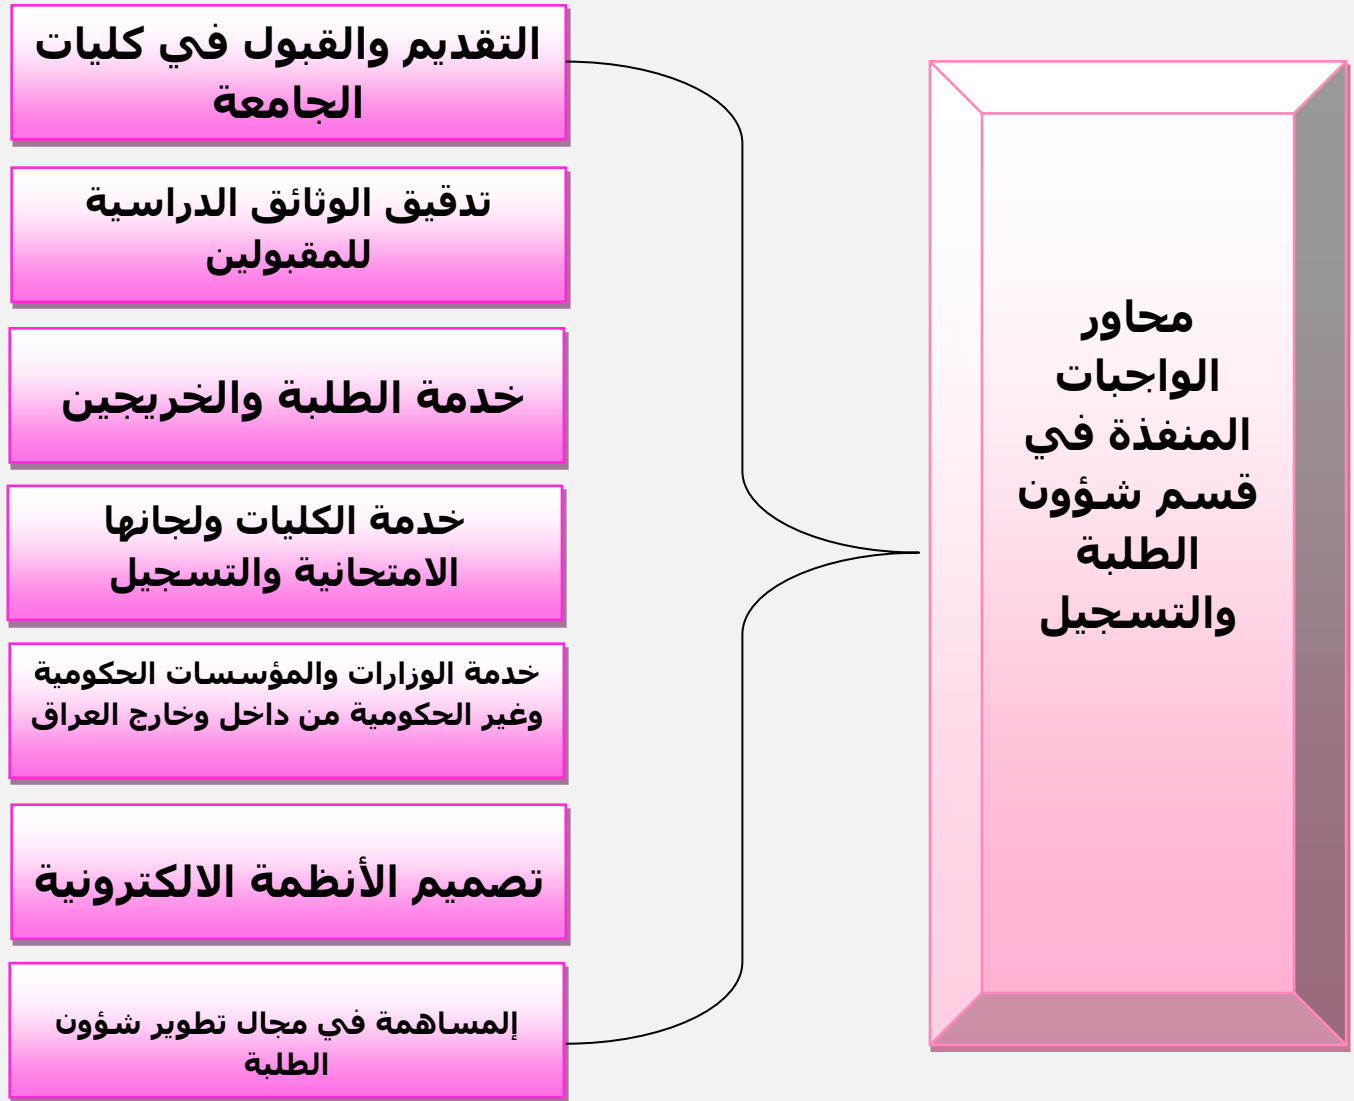 محاور
الواجبات
المنفذة في
قسم شؤون
الطلبة
والتسجيل
التقديم والقبول في كليات
الجامعة
تدقيق الوثائق الدراسية
للمقبولين
خدمة الطلبة والخريجين
خدمة الكليات ولجانها
الامتحانية والتسجيل
خدمة الوزارات والمؤسسات الحكومية
وغير الحكومية من داخل وخارج العراق
تصميم الأنظمة الالكترونية
إلمساهمة في مجال تطوير شؤون
الطلبة